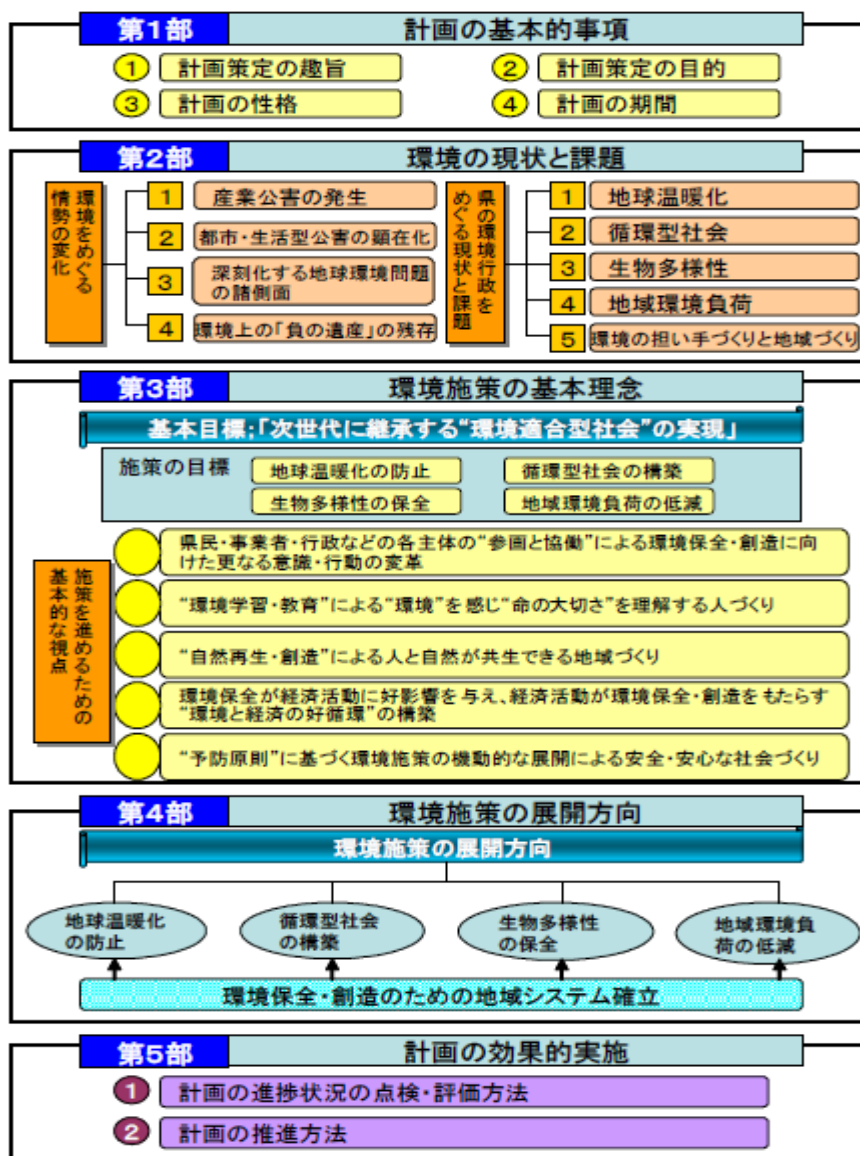 第1部 計画の基本的事項
1 計画策定の趣旨
2 計画策定の目的
3 計画の性格
4 計画の期間
第2部 環境の現状と課題
環境をめぐる
情勢の変化
1 産業公害の発生
2 都市・生活型公害の顕在化
3 深刻化する地球環境問題
の諸側面
4 環境上の「負の遺産」の残存
県の環境行政を
めぐる現状と課題
1 地球温暖化
2 循環型社会
3 生物多様性
4 地域環境負荷
5 環境の担い手づくりと地域づくり
第3部 環境施策の基本理念
基本目標;「次世代に継承する“環境適合型社会”の実現」
施策の目標
地球温暖化の防止
循環型社会の構築
生物多様性の保全
地域環境負荷の低減
施策を進めるための
基本的な視点
県民・事業者・行政などの各主体の“参画と協働”による環境保全・創造に向
けた更なる意識・行動の変革
“環境学習・教育”による“環境”を感じ“命の大切さ”を理解する人づくり
“自然再生・創造”による人と自然が共生できる地域づくり
環境保全が経済活動に好影響を与え、経済活動が環境保全・創造をもたらす
“環境と経済の好循環”の構築
“予防原則”に基づく環境施策の機動的な展開による安全・安心な社会づくり
第4部 環境施策の展開方向
環境施策の展開方向
地球温暖化
の防止
循環型社会
の構築
生物多様性
の保全
地域環境負
荷の低減
環境保全・創造のための地域システム確立
第5部 計画の効果的実施
1 計画の進捗状況の点検・評価方法
2 計画の推進方法